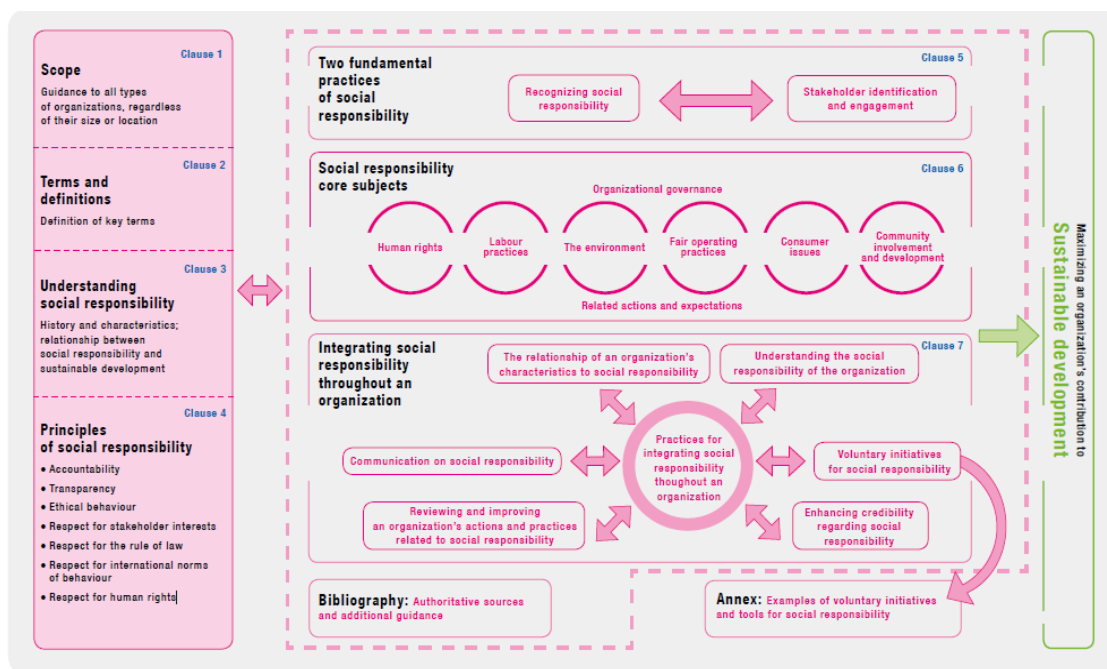 Clause 1
Scope
Guidance to all types
of organizations, regardless
of their size or location
Clause 2
Terms and
definitions
Definition of key terms
Clause 3
Understanding
social responsibility
History and characteristics;
relationship between
social responsibility and
sustainable development
Clause 4
Principles
of social responsibility
• Accountability
• Transparency
• Ethical behaviour
• Respect for stakeholder interests
• Respect for the rule of law
• Respect for international norms
of behaviour
• Respect for human rights
Two fundamental
practices
of social
responsibility
Clause 5
Recognizing social
responsibility
Stakeholder identification
and engagement
Social responsibility
core subjects
Clause 6
Organizational governance
Human rights
Labour
practices
The environment
Fair operating
practices
Consumer
issues
Community
involvement
and development
Related actions and expectations
Integrating social
responsibility
throughout an
organization
Clause 7
The relationship of an organization's
characteristics to social responsibility
Understanding the social
responsibility of the organization
Practices for
integrating social
responsibility
thoughout an
organization
Communication on social responsibility
Voluntary initiatives
for social responsibility
Reviewing and improving
an organization's actions and practices
related to social responsibility
Enhancing credibility
regarding social
responsibility
Bibliography: Authoritative sources
and additional guidance
Annex: Examples of voluntary initiatives
and tools for social responsibility
Maximizing an organization's contribution to
Sustainable development